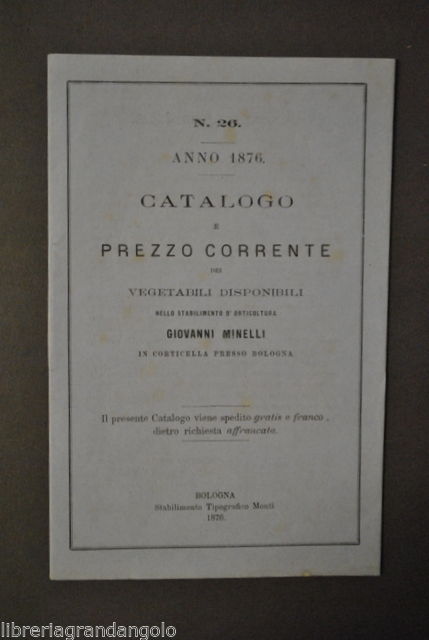 N. 26.
ANNO 1876.
CATALOGO
E
PREZZO CORRENTE
DEI
VEGETABILI DISPONIBILI
NELLO STABILIMENTO D'ORTICOLTURA
GIOVANNI MINELLI
IN CORTICELLA PRESSO BOLOGNA
Il presente Catalogo viene spedito gratis e franco,
dietro richiesta affrancata.
BOLOGNA
Stabilimento Tipografico Monti
1876.
libreriagrandangolo